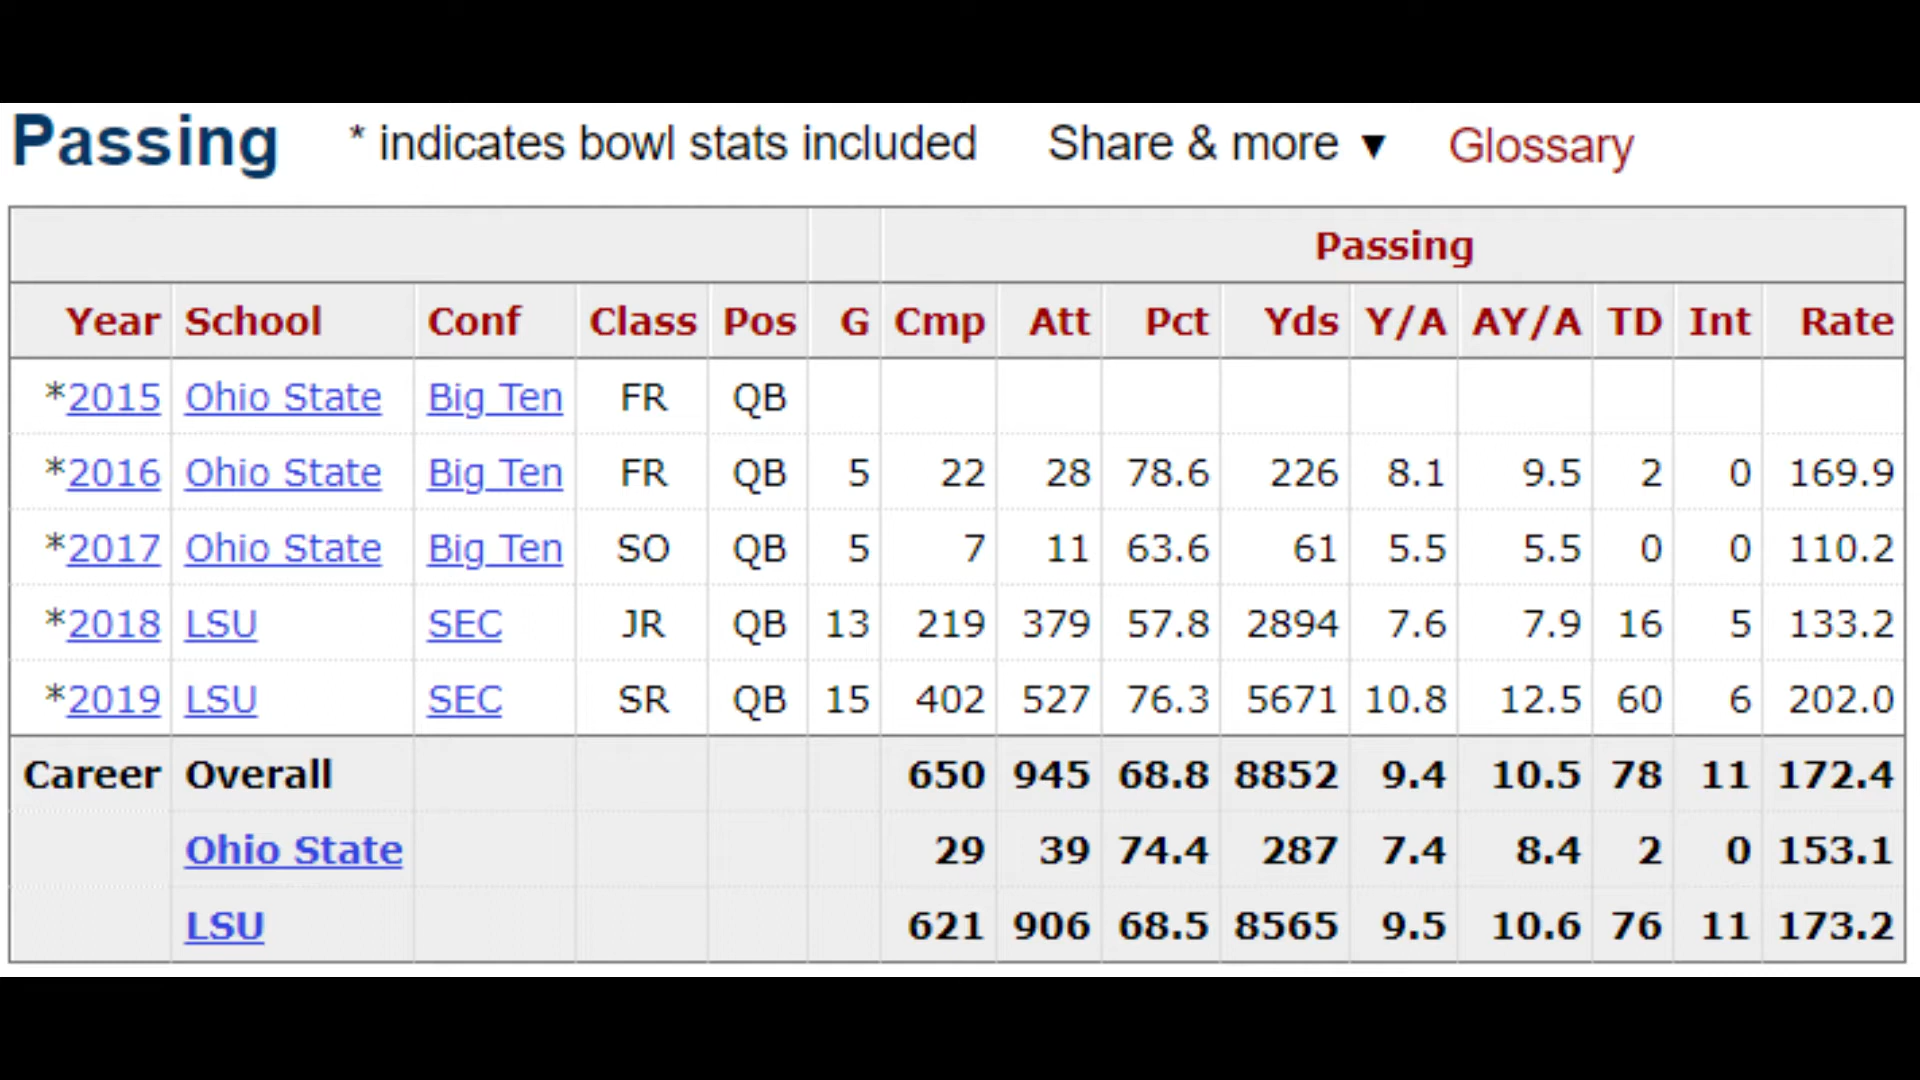 Passing * indicates bowl stats included Share & more ▼ Glossary
Passing
Year School Conf Class Pos G Cmp Att Pct Yds Y/A AY/A TD Int Rate
*2015 Ohio State Big Ten FR QB
*2016 Ohio State Big Ten FR QB 5 22 28 78.6 226 8.1 9.5 2 0 169.9
*2017 Ohio State Big Ten SO QB 5 7 11 63.6 61 5.5 5.5 0 0 110.2
*2018 LSU SEC JR QB 13 219 379 57.8 2894 7.6 7.9 16 5 133.2
*2019 LSU SEC SR QB 15 402 527 76.3 5671 10.8 12.5 60 6 202.0
Career Overall 650 945 68.8 8852 9.4 10.5 78 11 172.4
Ohio State 29 39 74.4 287 7.4 8.4 2 0 153.1
LSU 621 906 68.5 8565 9.5 10.6 76 11 173.2